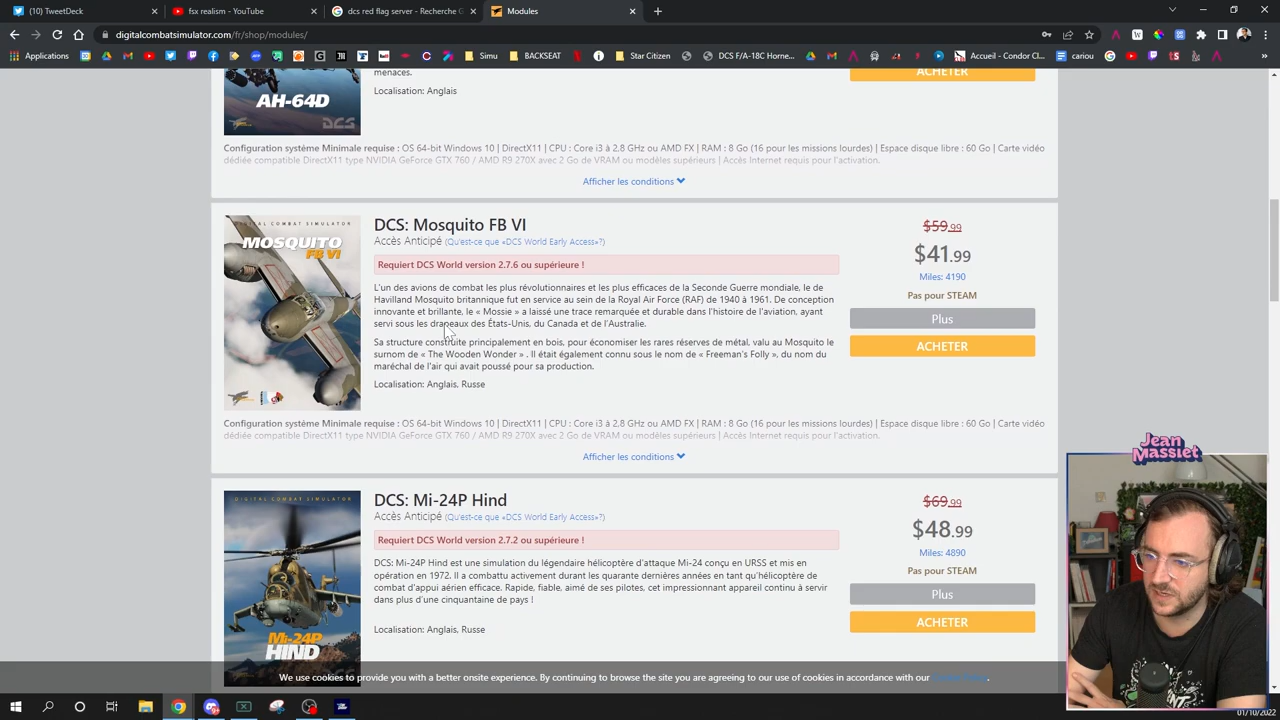 (10) TweetDeck
fsx realism - YouTube
dcs red flag server - Recherche G
Modules
digitalcombatsimulator.com/fr/shop/modules/
Applications
Simu
BACKSEAT
Star Citizen
DCS F/A-18C Horne...
Accueil - Condor Cl...
cariou
menaces.
ACHETER
Localisation: Anglais
AH-64D
DCS
Configuration système Minimale requise : OS 64-bit Windows 10 | DirectX11 | CPU : Core i3 à 2.8 GHz ou AMD FX | RAM : 8 Go (16 pour les missions lourdes) | Espace disque libre : 60 Go | Carte vidéo
dédiée compatible DirectX11 type NVIDIA GeForce GTX 760 / AMD R9 270X avec 2 Go de VRAM ou modèles supérieurs | Accès Internet requis pour l'activation.
Afficher les conditions
DIGITAL COMBAT SIMULATOR
MOSQUITO
FB VI
DCS: Mosquito FB VI
Accès Anticipé (Qu'est-ce que «DCS World Early Access»?)
Requiert DCS World version 2.7.6 ou supérieure !
L'un des avions de combat les plus révolutionnaires et les plus efficaces de la Seconde Guerre mondiale, le de
Havilland Mosquito britannique fut en service au sein de la Royal Air Force (RAF) de 1940 à 1961. De conception
innovante et brillante, le « Mossie » a laissé une trace remarquée et durable dans l'histoire de l'aviation, ayant
servi sous les drapeaux des États-Unis, du Canada et de l'Australie.
Sa structure construite principalement en bois, pour économiser les rares réserves de métal, valu au Mosquito le
surnom de « The Wooden Wonder » . Il était également connu sous le nom de « Freeman's Folly », du nom du
maréchal de l'air qui avait poussé pour sa production.
Localisation: Anglais, Russe
$59.99
$41.99
Miles: 4190
Pas pour STEAM
Plus
ACHETER
Configuration système Minimale requise : OS 64-bit Windows 10 | DirectX11 | CPU : Core i3 à 2.8 GHz ou AMD FX | RAM : 8 Go (16 pour les missions lourdes) | Espace disque libre : 60 Go | Carte vidéo
dédiée compatible DirectX11 type NVIDIA GeForce GTX 760 / AMD R9 270X avec 2 Go de VRAM ou modèles supérieurs | Accès Internet requis pour l'activation.
Afficher les conditions
DIGITAL COMBAT SIMULATOR
Mi-24P
HIND
DCS: Mi-24P Hind
Accès Anticipé (Qu'est-ce que «DCS World Early Access»?)
Requiert DCS World version 2.7.2 ou supérieure !
DCS: Mi-24P Hind est une simulation du légendaire hélicoptère d'attaque Mi-24 conçu en URSS et mis en
opération en 1972. Il a combattu activement durant les quarante dernières années en tant qu'hélicoptère de
combat d'appui aérien efficace. Rapide, fiable, aimé de ses pilotes, cet impressionnant appareil continu à servir
dans plus d'une cinquantaine de pays !
Localisation: Anglais, Russe
$69.99
$48.99
Miles: 4890
Pas pour STEAM
Plus
ACHETER
We use cookies to provide you with a better onsite experience. By continuing to browse the site you are agreeing to our use of cookies in accordance with our
Jean
Massiet
01/10/2022